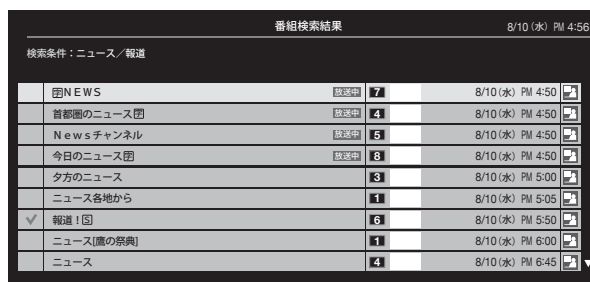 番組検索結果 8/10(水) PM 4:56
検索条件：ニュース／報道
字NEWS 放送中 7 8/10(水) PM 4:50
首都圏のニュース字 放送中 4 8/10(水) PM 4:50
Newsチャンネル 放送中 5 8/10(水) PM 4:50
今日のニュース字 放送中 8 8/10(水) PM 4:50
夕方のニュース 3 8/10(水) PM 5:00
ニュース各地から 1 8/10(水) PM 5:05
報道！S 6 8/10(水) PM 5:50
ニュース[鷹の祭典] 1 8/10(水) PM 6:00
ニュース 4 8/10(水) PM 6:45